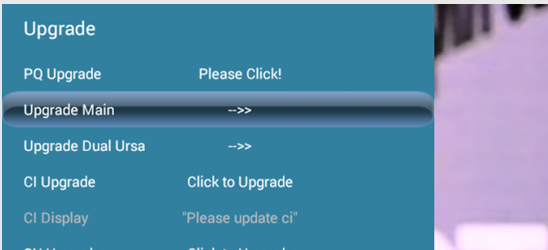 Upgrade
PQ Upgrade Please Click!
Upgrade Main -->>
Upgrade Dual Ursa -->>
CI Upgrade Click to Upgrade
CI Display "Please update ci"